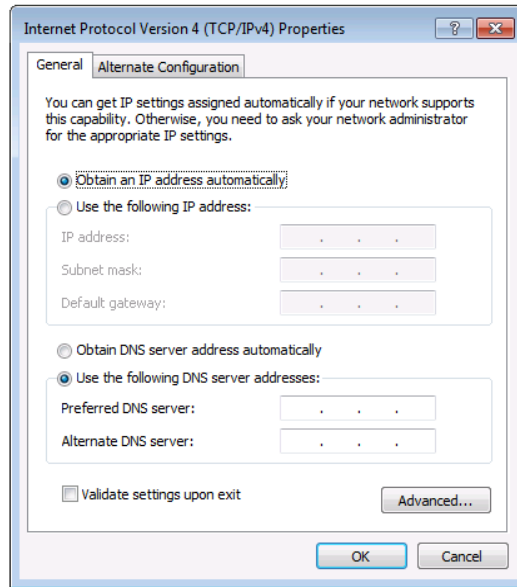 Internet Protocol Version 4 (TCP/IPv4) Properties
General
Alternate Configuration
You can get IP settings assigned automatically if your network supports
this capability. Otherwise, you need to ask your network administrator
for the appropriate IP settings.
Obtain an IP address automatically
Use the following IP address:
IP address:
Subnet mask:
Default gateway:
Obtain DNS server address automatically
Use the following DNS server addresses:
Preferred DNS server:
Alternate DNS server:
Validate settings upon exit
Advanced...
OK
Cancel